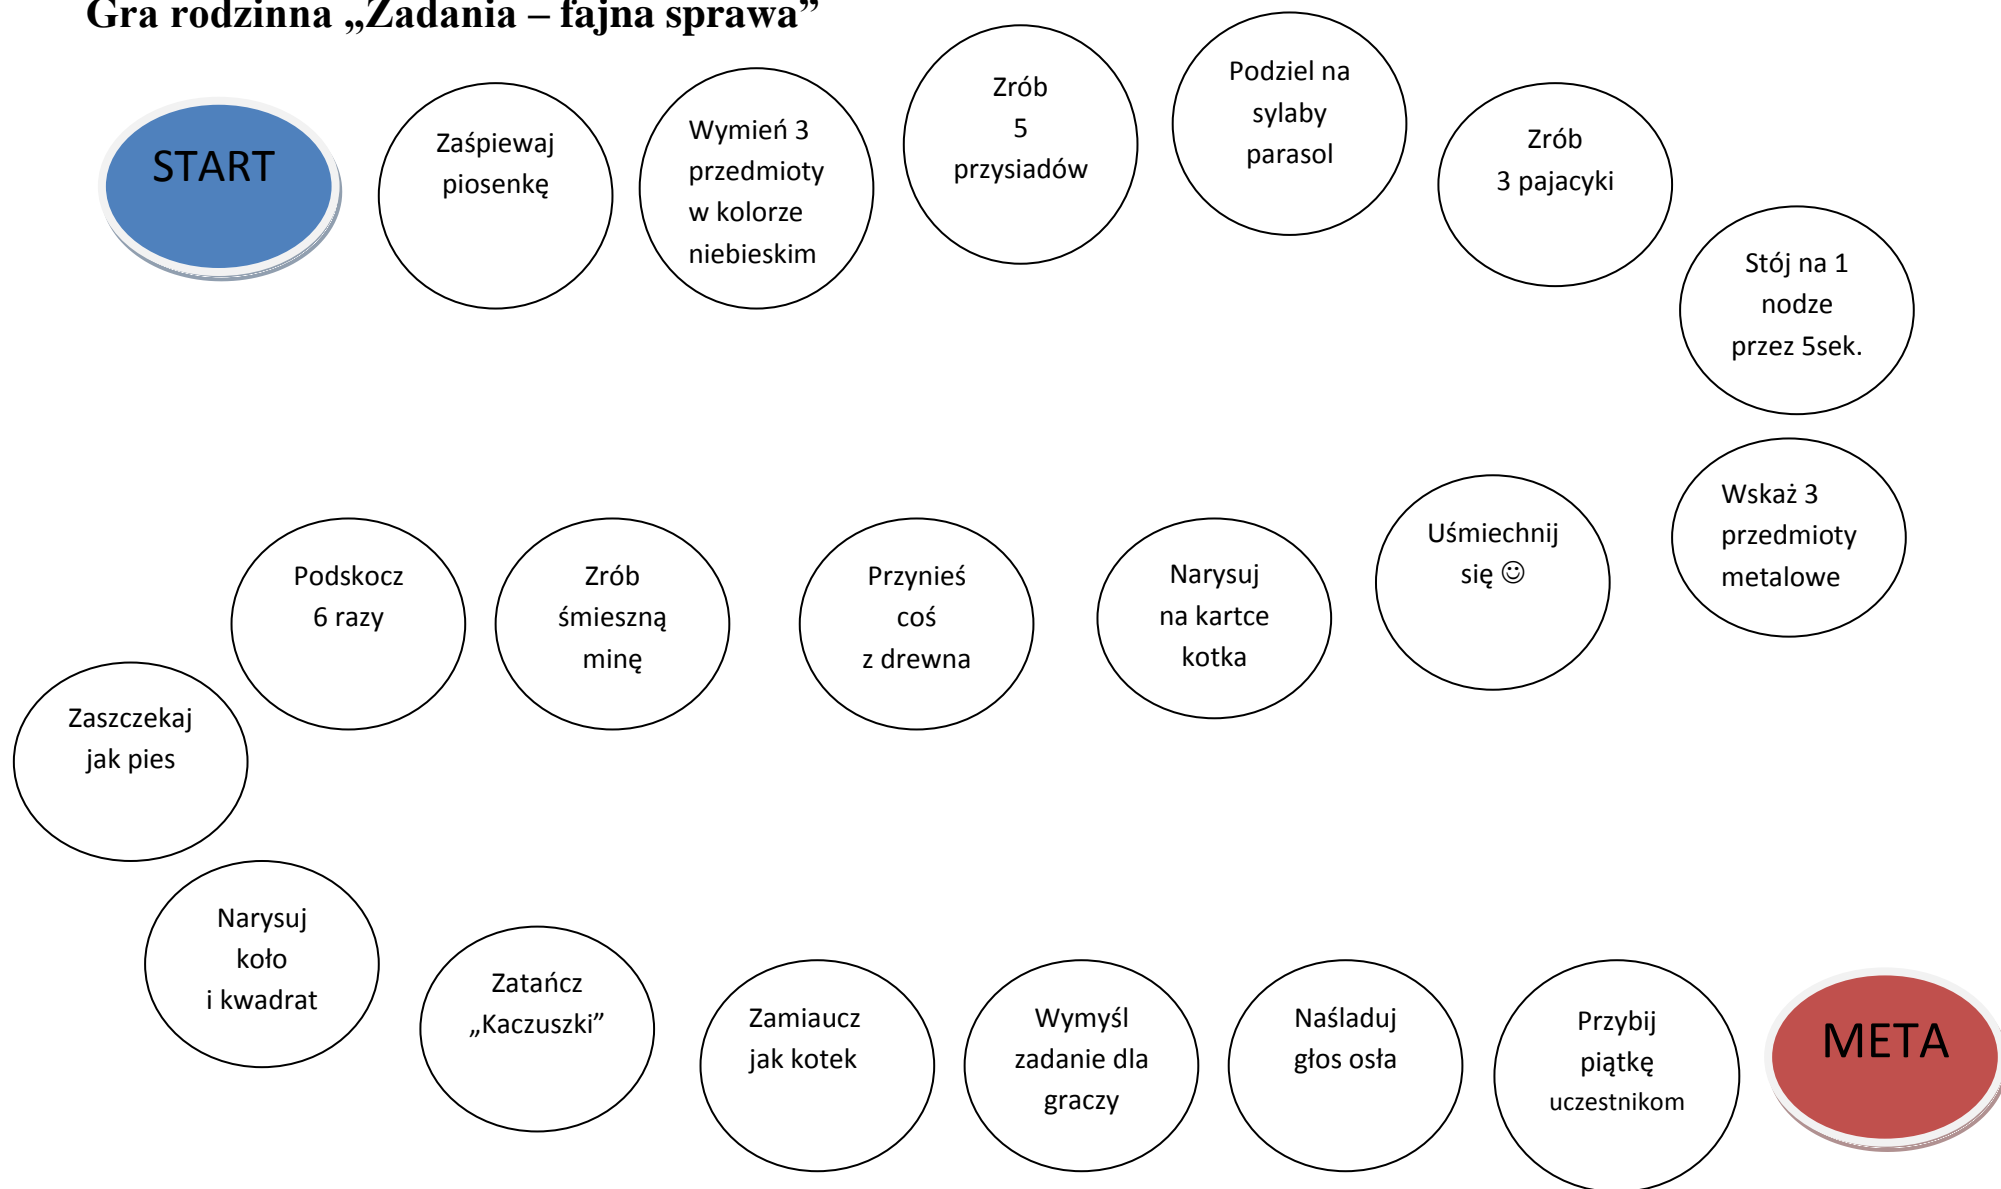 Gra rodzinna „Zadania – fajna sprawa”
START
Zaśpiewaj
piosenkę
Wymień 3
przedmioty
w kolorze
niebieskim
Zrób
5
przysiadów
Podziel na
sylaby
parasol
Zrób
3 pajacyki
Stój na 1
nodze
przez 5sek.
Wskaż 3
przedmioty
metalowe
Uśmiechnij
się ☺
Narysuj
na kartce
kotka
Przynieś
coś
z drewna
Zrób
śmieszną
minę
Podskocz
6 razy
Zaszczekaj
jak pies
Narysuj
koło
i kwadrat
Zatańcz
„Kaczuszki”
Zamiaucz
jak kotek
Wymyśl
zadanie dla
graczy
Naśladuj
głos osła
Przybij
piątkę
uczestnikom
META